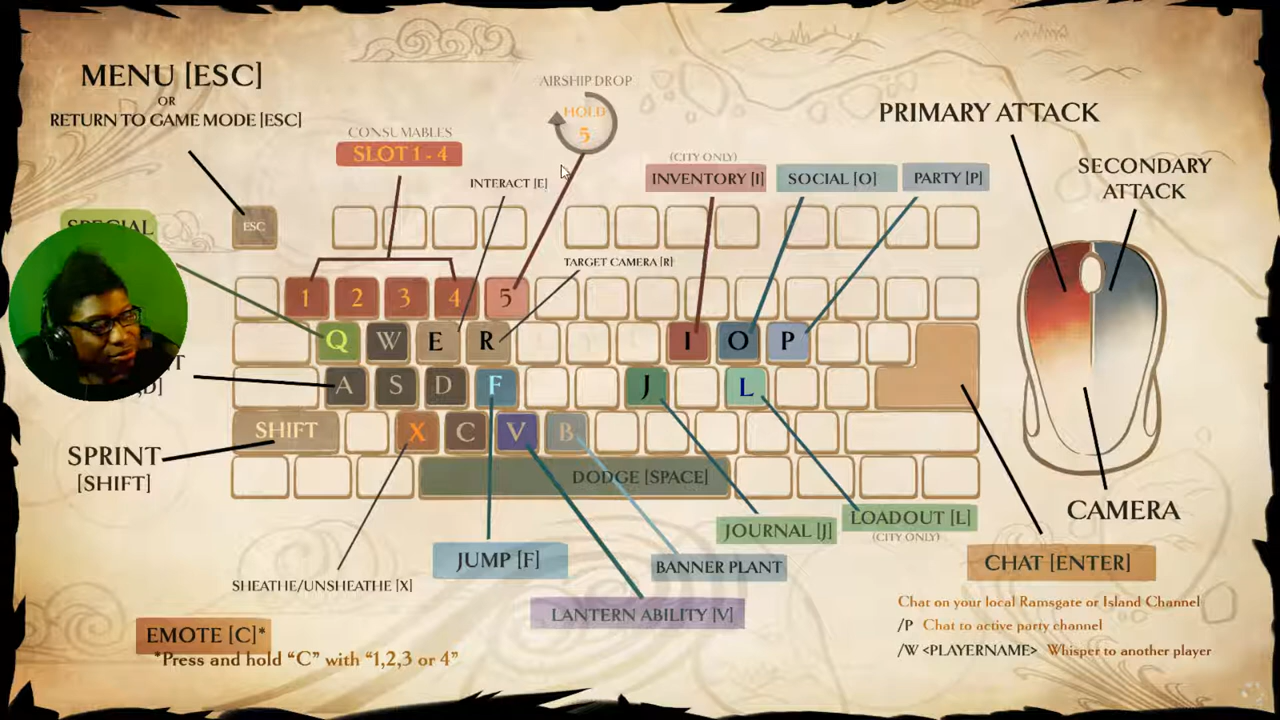 MENU [ESC]
OR
RETURN TO GAME MODE [ESC]
AIRSHIP DROP
HOLD
5
CONSUMABLES
SLOT 1 - 4
INTERACT [E]
(CITY ONLY)
INVENTORY [I]
SOCIAL [O]
PARTY [P]
PRIMARY ATTACK
SECONDARY
ATTACK
SPECIAL
ESC
TARGET CAMERA [R]
1 2 3 4 5
Q W E R I O P
A S D F J L
SHIFT X C V B
SPRINT
[SHIFT]
DODGE [SPACE]
CAMERA
JOURNAL [J]
LOADOUT [L]
(CITY ONLY)
JUMP [F]
BANNER PLANT
CHAT [ENTER]
SHEATHE/UNSHEATHE [X]
LANTERN ABILITY [V]
Chat on your local Ramsgate or Island Channel
/P Chat to active party channel
/W <PLAYERNAME> Whisper to another player
EMOTE [C]*
*Press and hold "C" with "1,2,3 or 4"